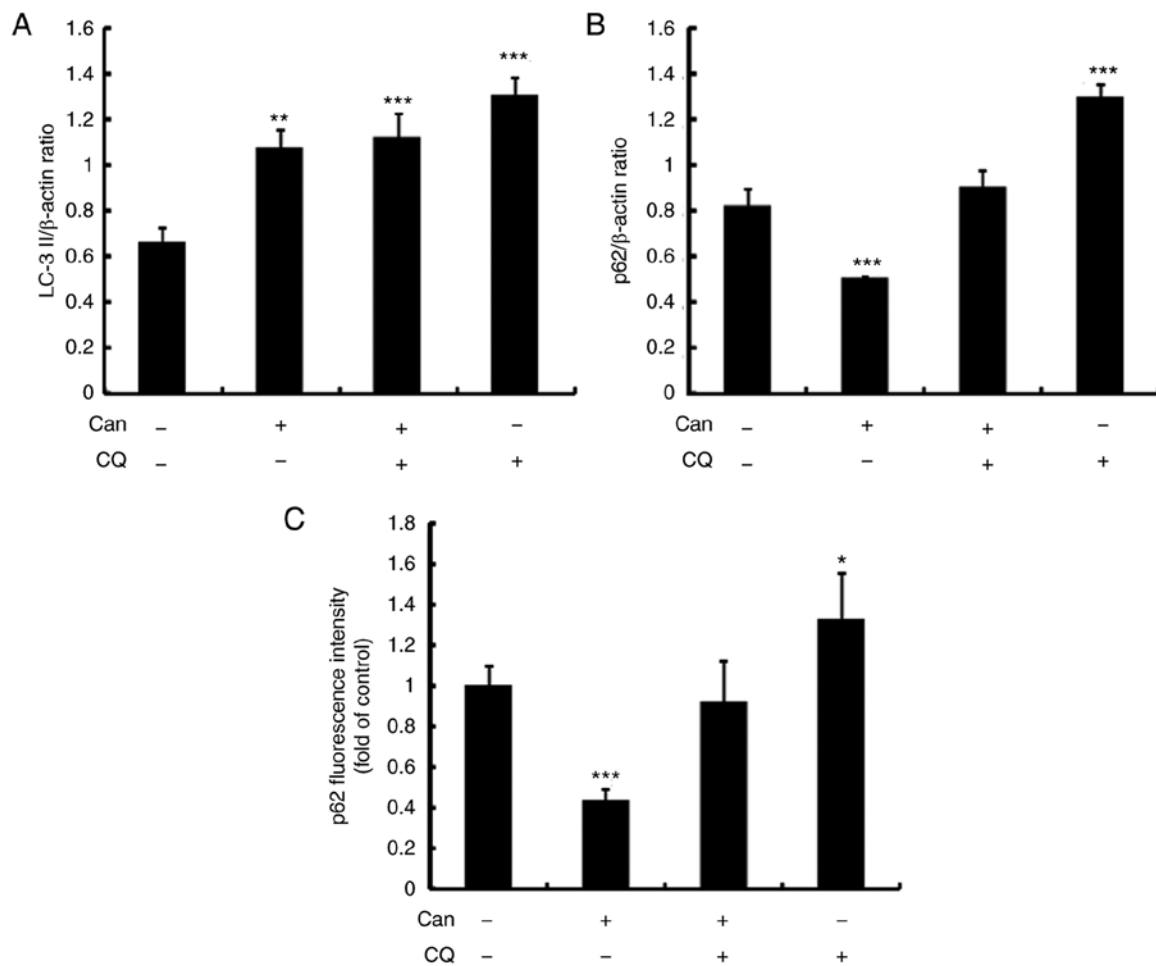 A
LC-3 II/β-actin ratio
1.6
1.4
1.2
1
0.8
0.6
0.4
0.2
0
**
***
***
Can – + + –
CQ – – + +
B
p62/β-actin ratio
1.6
1.4
1.2
1
0.8
0.6
0.4
0.2
0
***
***
Can – + + –
CQ – – + +
C
p62 fluorescence intensity
(fold of control)
1.8
1.6
1.4
1.2
1
0.8
0.6
0.4
0.2
0
***
*
Can – + + –
CQ – – + +